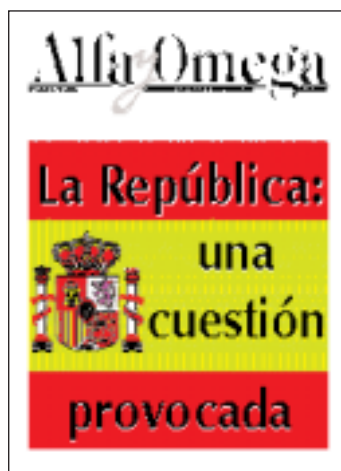 Alfa y Omega
La República:
una
cuestión
provocada